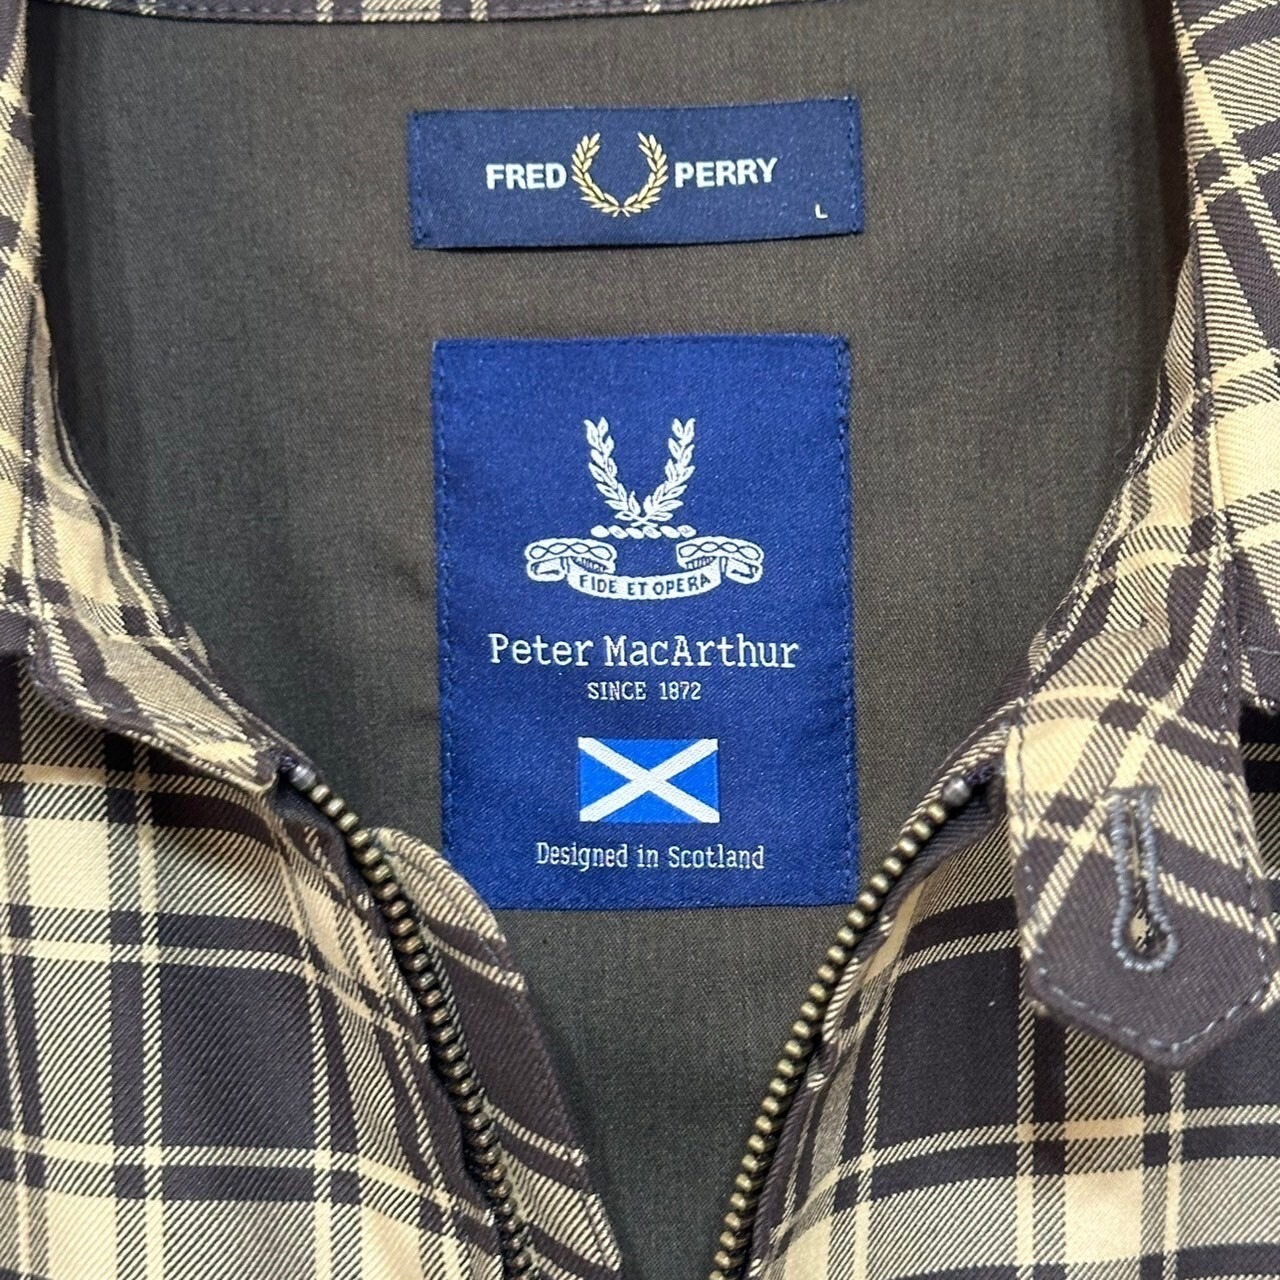 FRED PERRY
L
FIDE ET OPERA
Peter MacArthur
SINCE 1872
Designed in Scotland